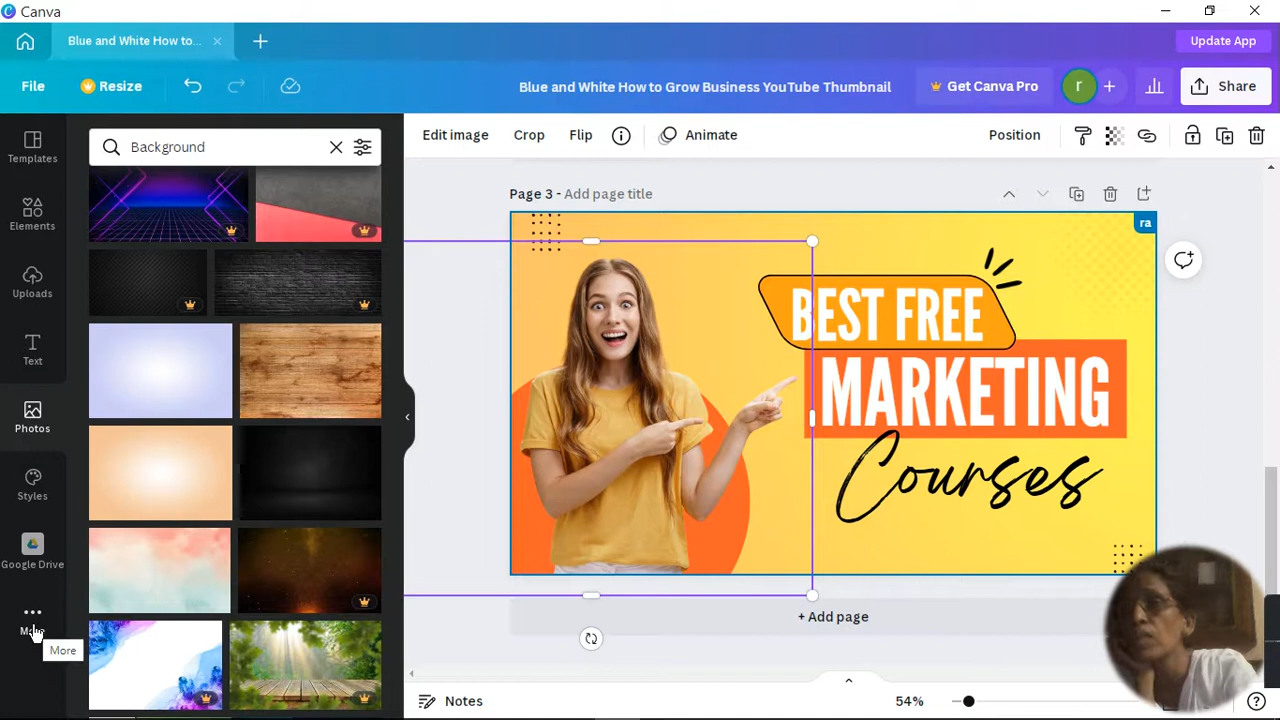 Canva
Blue and White How to...
Update App
File
Resize
Blue and White How to Grow Business YouTube Thumbnail
Get Canva Pro
r
Share
Templates
Elements
Uploads
Text
Photos
Styles
Google Drive
More
Background
Edit image
Crop
Flip
Animate
Position
Page 3 - Add page title
ra
BEST FREE
MARKETING
Courses
+ Add page
Notes
54%